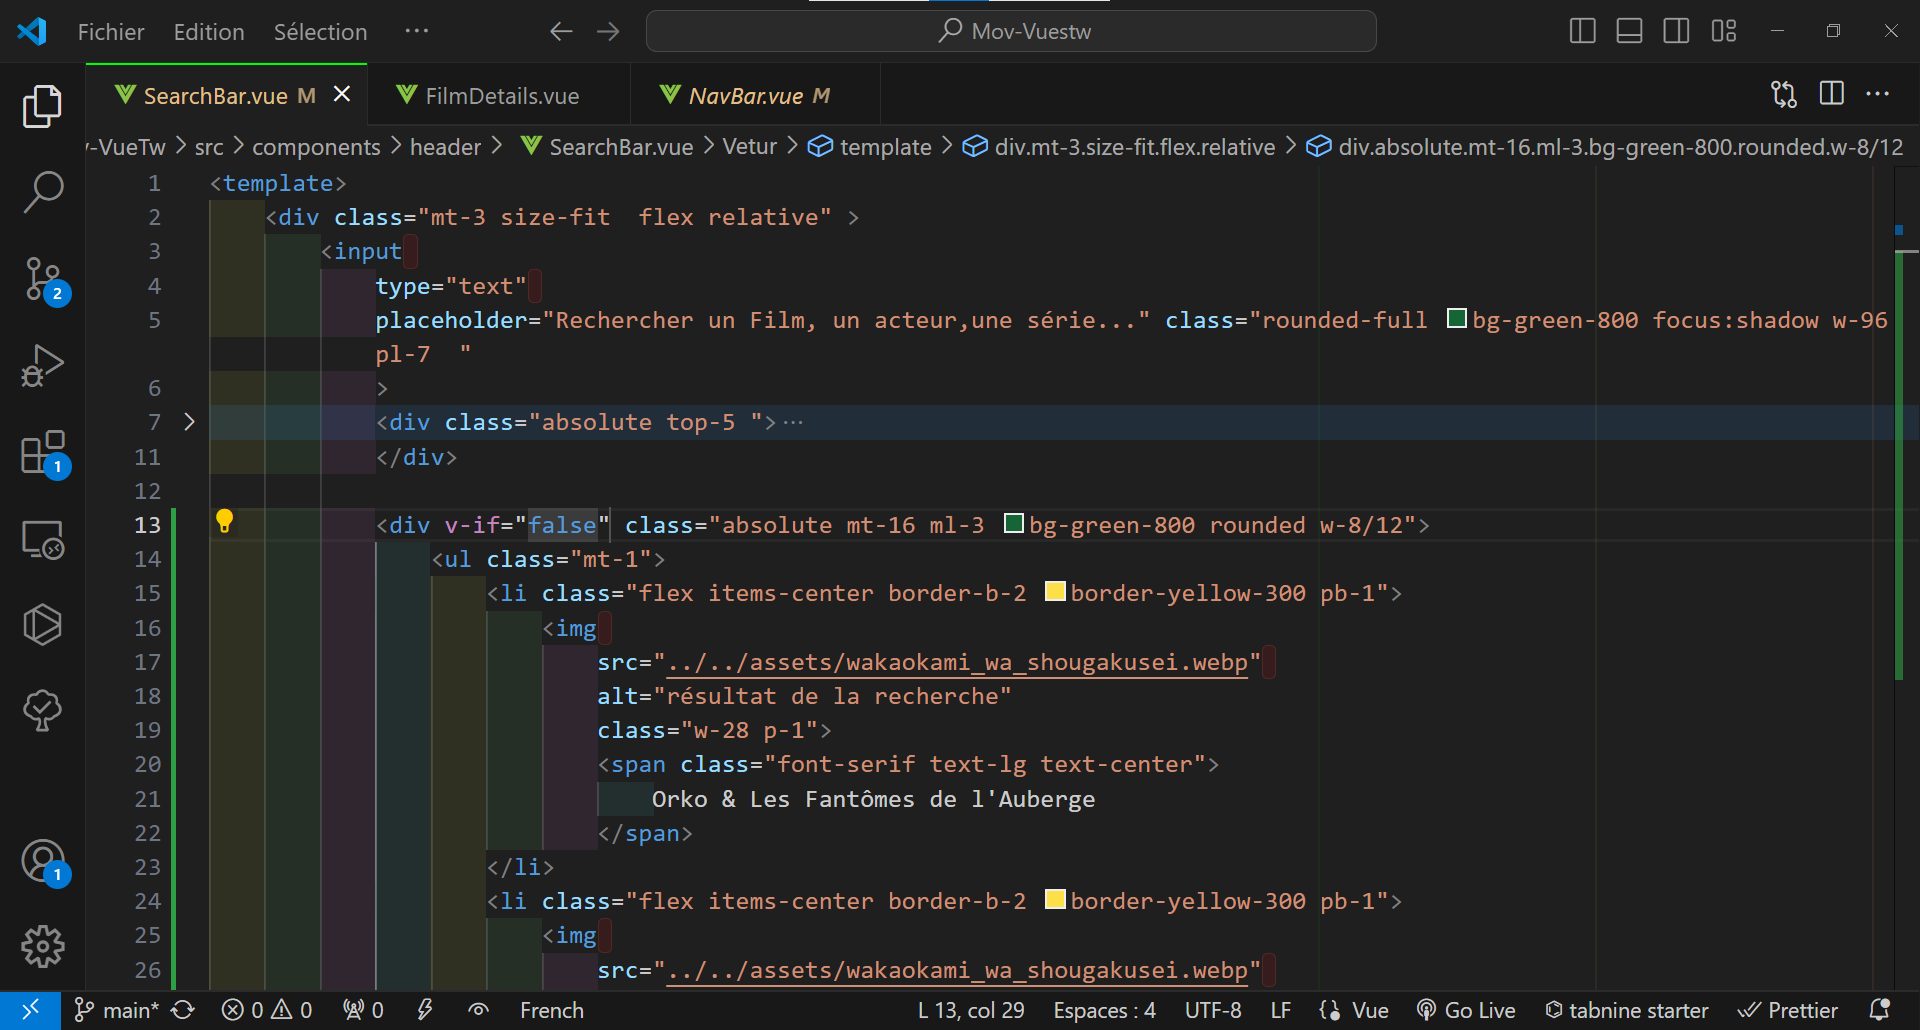 Fichier Edition Sélection ··· Mov-Vuestw
SearchBar.vue M FilmDetails.vue NavBar.vue M
-VueTw > src > components > header > SearchBar.vue > Vetur > template > div.mt-3.size-fit.flex.relative > div.absolute.mt-16.ml-3.bg-green-800.rounded.w-8/12
1 <template>
2 <div class="mt-3 size-fit  flex relative" >
3 <input
4 type="text"
5 placeholder="Rechercher un Film, un acteur,une série..." class="rounded-full bg-green-800 focus:shadow w-96
pl-7  "
6 >
7 <div class="absolute top-5 ">···
11 </div>
12
13 <div v-if="false" class="absolute mt-16 ml-3 bg-green-800 rounded w-8/12">
14 <ul class="mt-1">
15 <li class="flex items-center border-b-2 border-yellow-300 pb-1">
16 <img
17 src="../../assets/wakaokami_wa_shougakusei.webp"
18 alt="résultat de la recherche"
19 class="w-28 p-1">
20 <span class="font-serif text-lg text-center">
21 Orko & Les Fantômes de l'Auberge
22 </span>
23 </li>
24 <li class="flex items-center border-b-2 border-yellow-300 pb-1">
25 <img
26 src="../../assets/wakaokami_wa_shougakusei.webp"
2
1
1
main* 0 0 0 French L 13, col 29 Espaces : 4 UTF-8 LF Vue Go Live tabnine starter Prettier